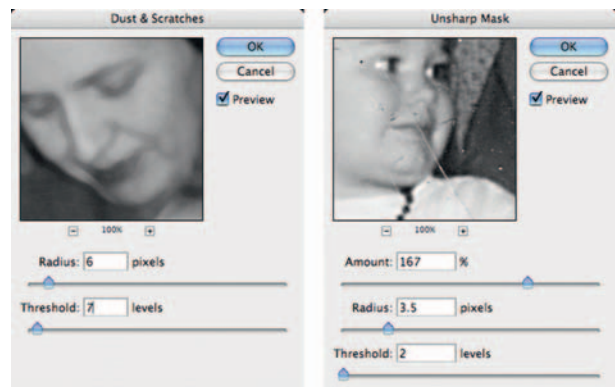 Dust & Scratches
OK
Cancel
Preview
100%
Radius: 6 pixels
Threshold: 7 levels
Unsharp Mask
OK
Cancel
Preview
100%
Amount: 167 %
Radius: 3.5 pixels
Threshold: 2 levels